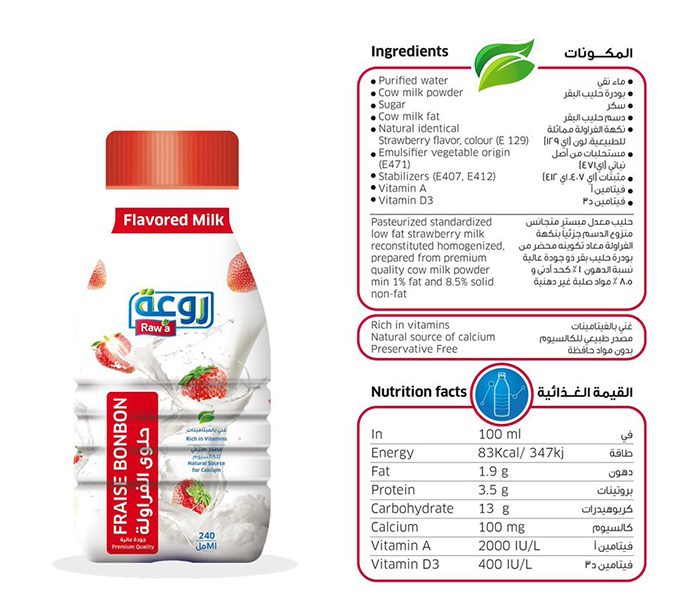 Flavored Milk
روعة
Raw'a
FRAISE BONBON
حلوى الفراولة
جودة عالية
Premium Quality
غني بالفيتامينات
Rich in Vitamins
مصدر طبيعي
للكالسيوم
Natural Source
for Calcium
240
مل
Ingredients
المكونات
• Purified water
ماء نقي •
• Cow milk powder
بودرة حليب البقر •
• Sugar
سكر •
• Cow milk fat
دسم حليب البقر •
• Natural identical
نكهة الفراولة مماثلة •
Strawberry flavor, colour (E 129)
للطبيعية، لون (اي ١٢٩)
• Emulsifier vegetable origin
مستحلبات من أصل •
(E471)
نباتي (اي ٤٧١)
• Stabilizers (E407, E412)
مثبتات (اي ٤٠٧، اي ٤١٢) •
• Vitamin A
فيتامين أ •
• Vitamin D3
فيتامين د٣ •
Pasteurized standardized
حليب معدل مبستر متجانس
low fat strawberry milk
منزوع الدسم جزئياً بنكهة
reconstituted homogenized,
الفراولة معاد تكوينه محضر من
prepared from premium
بودرة حليب بقر ذو جودة عالية
quality cow milk powder
نسبة الدهون ١٪ كحد أدنى و
min 1% fat and 8.5% solid
٨.٥٪ مواد صلبة غير دهنية
non-fat
Rich in vitamins
غني بالفيتامينات
Natural source of calcium
مصدر طبيعي للكالسيوم
Preservative Free
بدون مواد حافظة
Nutrition facts
القيمة الغذائية
In 100 ml في
Energy 83Kcal/ 347kj طاقة
Fat 1.9 g دهون
Protein 3.5 g بروتينات
Carbohydrate 13 g كربوهيدرات
Calcium 100 mg كالسيوم
Vitamin A 2000 IU/L فيتامين أ
Vitamin D3 400 IU/L فيتامين د٣